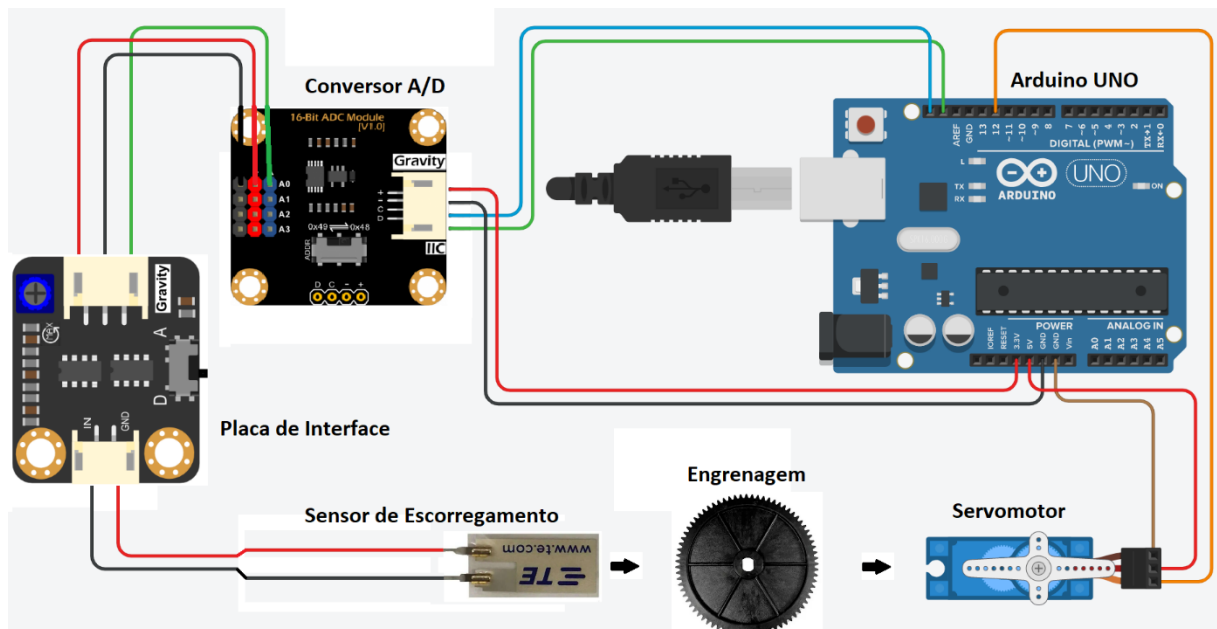 Conversor A/D
16-Bit ADC Module
[V1.0]
Gravity
A0
A1
A2
A3
+
-
C
D
0x49
0x48
ADDR
IIC
D C - +
Arduino UNO
AREF
GND
13
12
~11
~10
~9
8
7
~6
~5
4
~3
2
TX→1
RX←0
DIGITAL (PWM~)
L
TX
RX
ARDUINO
UNO
ON
POWER
ANALOG IN
IOREF
RESET
3.3V
5V
GND
GND
Vin
A0
A1
A2
A3
A4
A5
Gravity
MAX
A
D
IN
GND
Placa de Interface
Sensor de Escorregamento
www.te.com
TE
Engrenagem
Servomotor